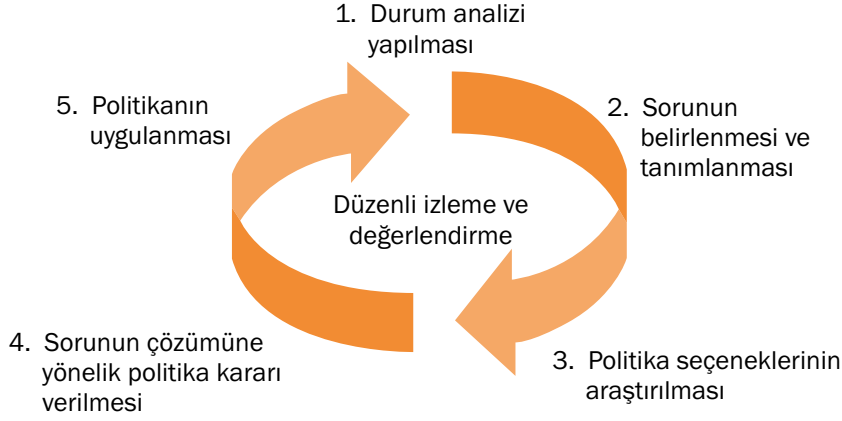 1. Durum analizi
yapılması
2. Sorunun
belirlenmesi ve
tanımlanması
3. Politika seçeneklerinin
araştırılması
4. Sorunun çözümüne
yönelik politika kararı
verilmesi
5. Politikanın
uygulanması
Düzenli izleme ve
değerlendirme